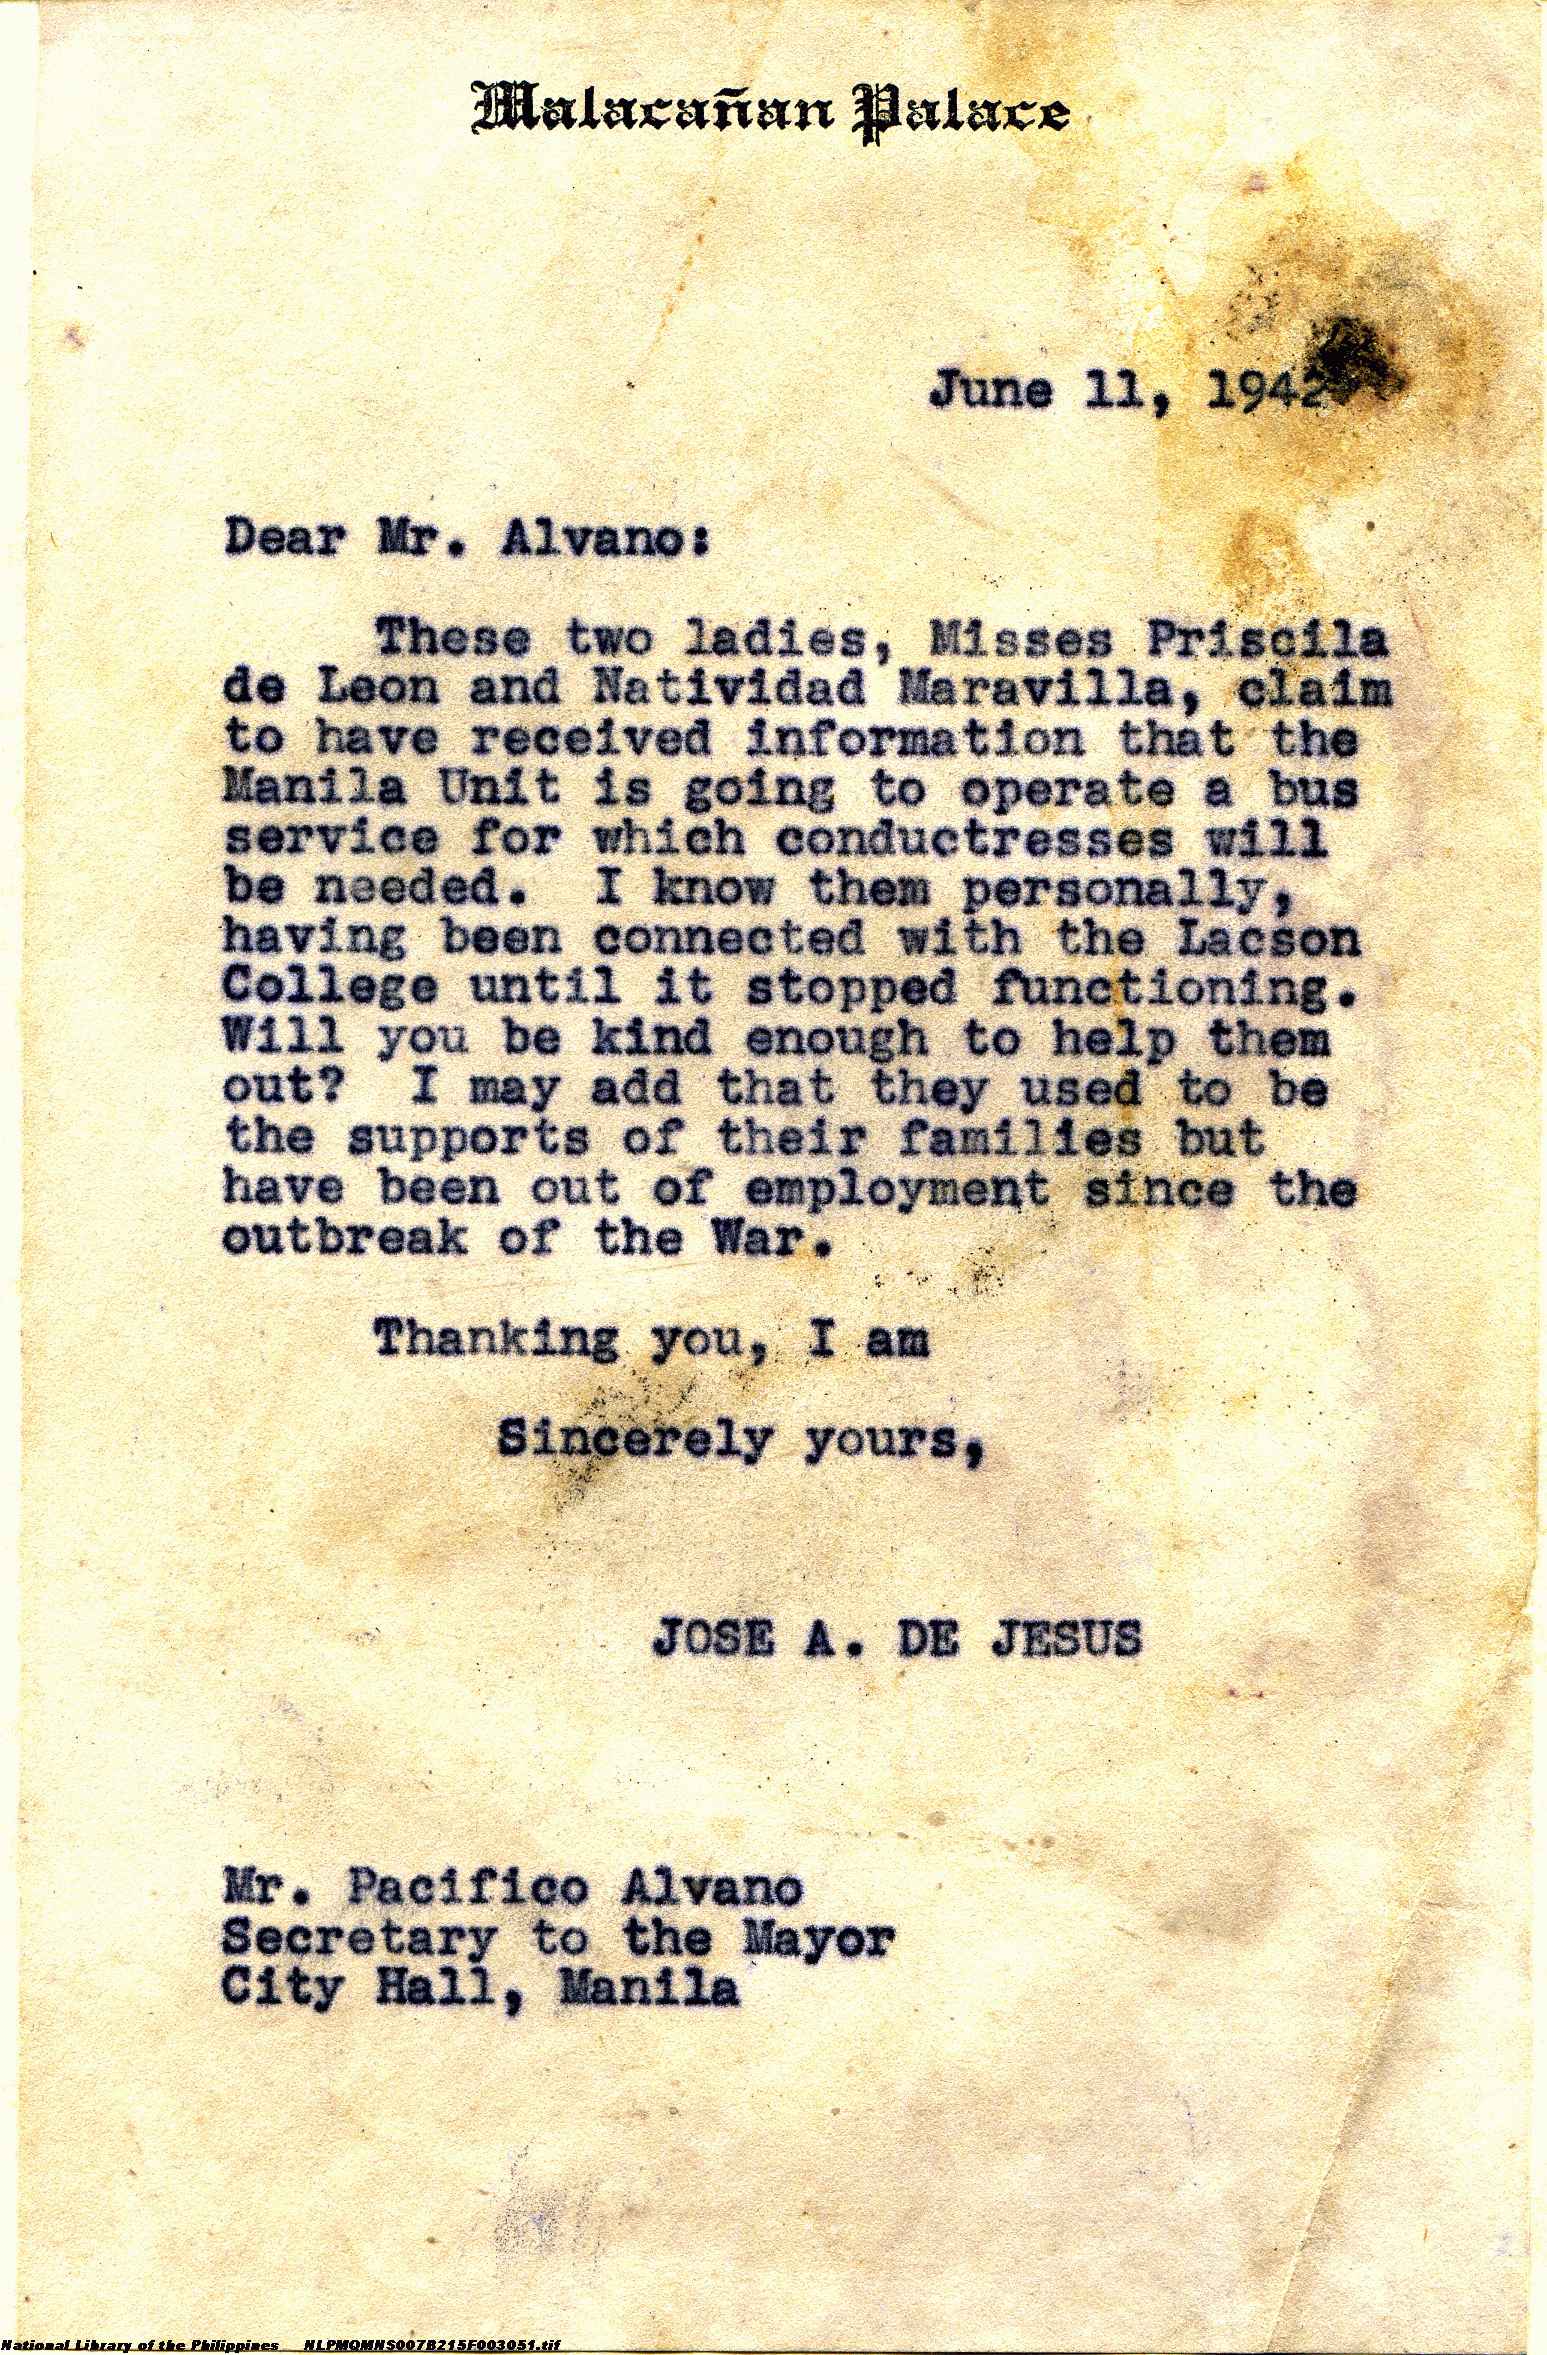 Malacañan Palace
June 11, 1942
Dear Mr. Alvano:
These two ladies, Misses Priscila
de Leon and Natividad Maravilla, claim
to have received information that the
Manila Unit is going to operate a bus
service for which conductresses will
be needed. I know them personally,
having been connected with the Lacson
College until it stopped functioning.
Will you be kind enough to help them
out? I may add that they used to be
the supports of their families but
have been out of employment since the
outbreak of the War.
Thanking you, I am
Sincerely yours,
JOSE A. DE JESUS
Mr. Pacifico Alvano
Secretary to the Mayor
City Hall, Manila
National Library of the Philippines NLPMQMNS007B215F003051.tif